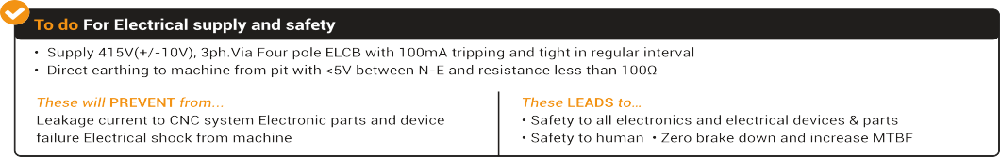 To do For Electrical supply and safety
• Supply 415V(+/-10V), 3ph.Via Four pole ELCB with 100mA tripping and tight in regular interval
• Direct earthing to machine from pit with <5V between N-E and resistance less than 100Ω
These will PREVENT from...
Leakage current to CNC system Electronic parts and device
failure Electrical shock from machine
These LEADS to...
• Safety to all electronics and electrical devices & parts
• Safety to human • Zero brake down and increase MTBF